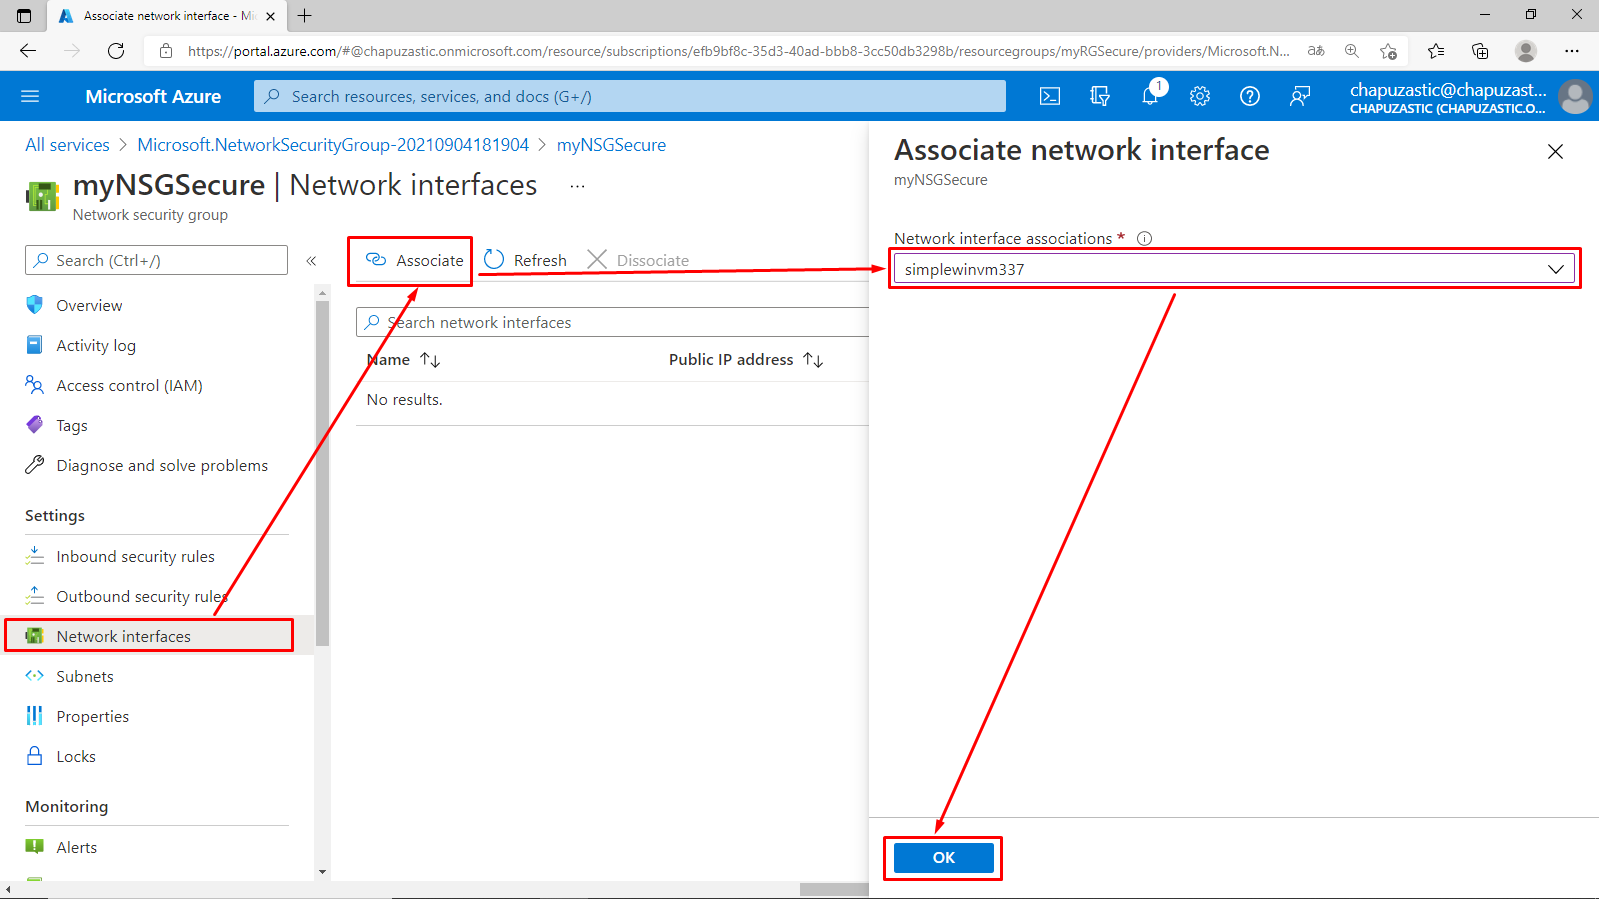 Associate network interface - Mi
https://portal.azure.com/#@chapuzastic.onmicrosoft.com/resource/subscriptions/efb9bf8c-35d3-40ad-bbb8-3cc50db3298b/resourcegroups/myRGSecure/providers/Microsoft.N...
aあ
Microsoft Azure
Search resources, services, and docs (G+/)
1
chapuzastic@chapuzast...
CHAPUZASTIC (CHAPUZASTIC.O...
All services > Microsoft.NetworkSecurityGroup-20210904181904 > myNSGSecure
myNSGSecure | Network interfaces ...
Network security group
Search (Ctrl+/)
«
Overview
Activity log
Access control (IAM)
Tags
Diagnose and solve problems
Settings
Inbound security rules
Outbound security rules
Network interfaces
Subnets
Properties
Locks
Monitoring
Alerts
Associate
Refresh
Dissociate
Search network interfaces
Name ↑↓
Public IP address ↑↓
No results.
Associate network interface
myNSGSecure
Network interface associations *
simplewinvm337
OK